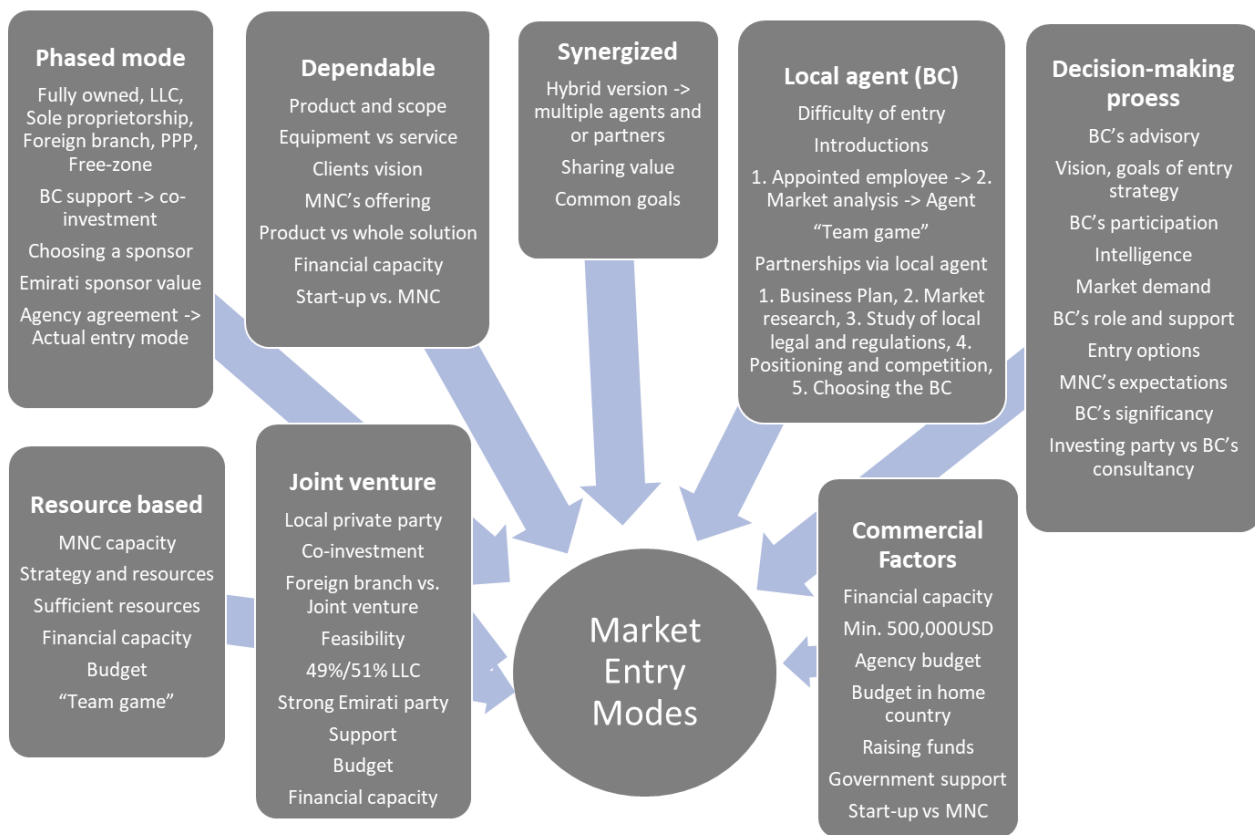 Phased mode
Fully owned, LLC,
Sole proprietorship,
Foreign branch, PPP,
Free-zone
BC support -> co-
investment
Choosing a sponsor
Emirati sponsor value
Agency agreement ->
Actual entry mode
Dependable
Product and scope
Equipment vs service
Clients vision
MNC's offering
Product vs whole solution
Financial capacity
Start-up vs. MNC
Synergized
Hybrid version ->
multiple agents and
or partners
Sharing value
Common goals
Local agent (BC)
Difficulty of entry
Introductions
1. Appointed employee -> 2.
Market analysis -> Agent
“Team game”
Partnerships via local agent
1. Business Plan, 2. Market
research, 3. Study of local
legal and regulations, 4.
Positioning and competition,
5. Choosing the BC
Decision-making
proess
BC's advisory
Vision, goals of entry
strategy
BC's participation
Intelligence
Market demand
BC's role and support
Entry options
MNC's expectations
BC's significancy
Investing party vs BC's
consultancy
Resource based
MNC capacity
Strategy and resources
Sufficient resources
Financial capacity
Budget
“Team game”
Joint venture
Local private party
Co-investment
Foreign branch vs.
Joint venture
Feasibility
49%/51% LLC
Strong Emirati party
Support
Budget
Financial capacity
Market
Entry
Modes
Commercial
Factors
Financial capacity
Min. 500,000USD
Agency budget
Budget in home
country
Raising funds
Government support
Start-up vs MNC